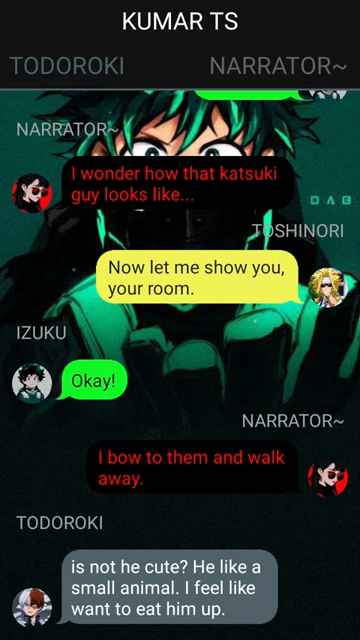 KUMAR TS
TODOROKI
NARRATOR~
NARRATOR~
I wonder how that katsuki
guy looks like...
DAB
TOSHINORI
Now let me show you,
your room.
IZUKU
Okay!
NARRATOR~
I bow to them and walk
away.
TODOROKI
is not he cute? He like a
small animal. I feel like
want to eat him up.